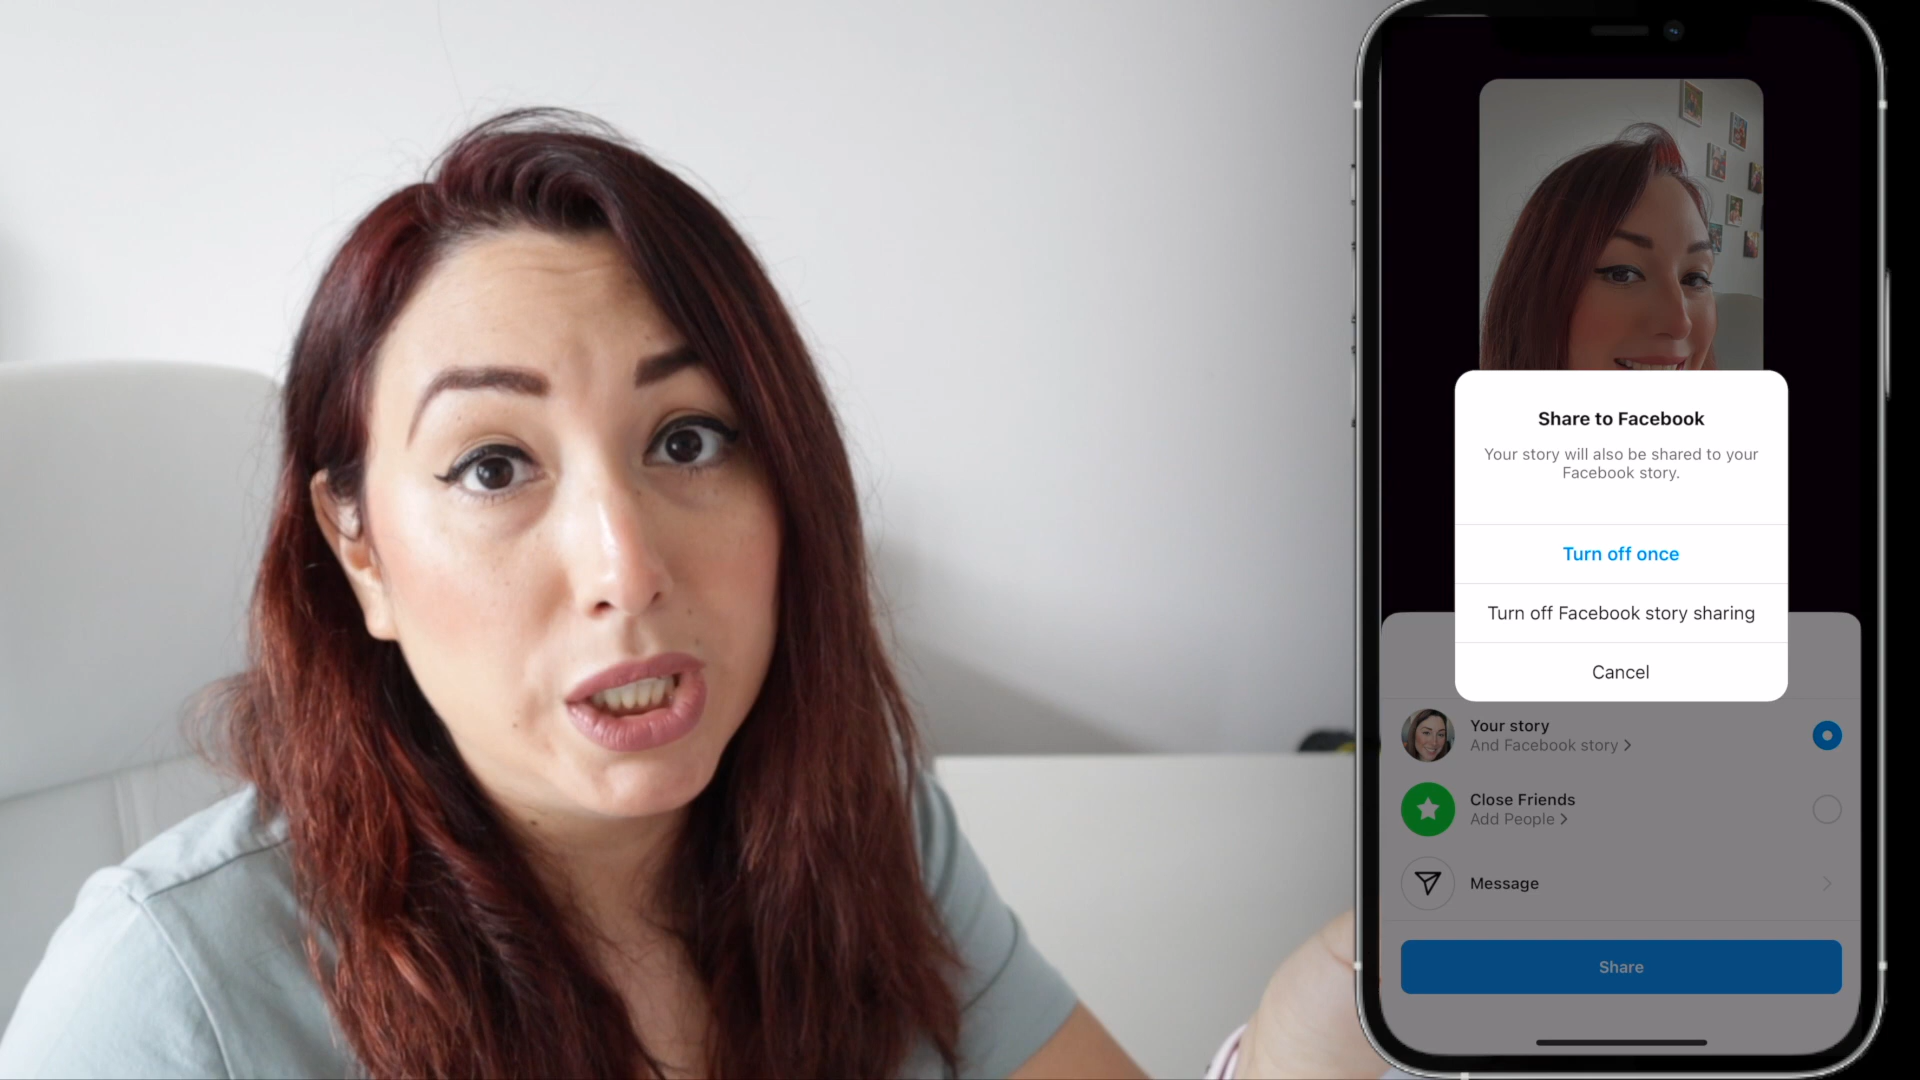 Share to Facebook
Your story will also be shared to your
Facebook story.
Turn off once
Turn off Facebook story sharing
Cancel
Your story
And Facebook story
Close Friends
Add People
Message
Share